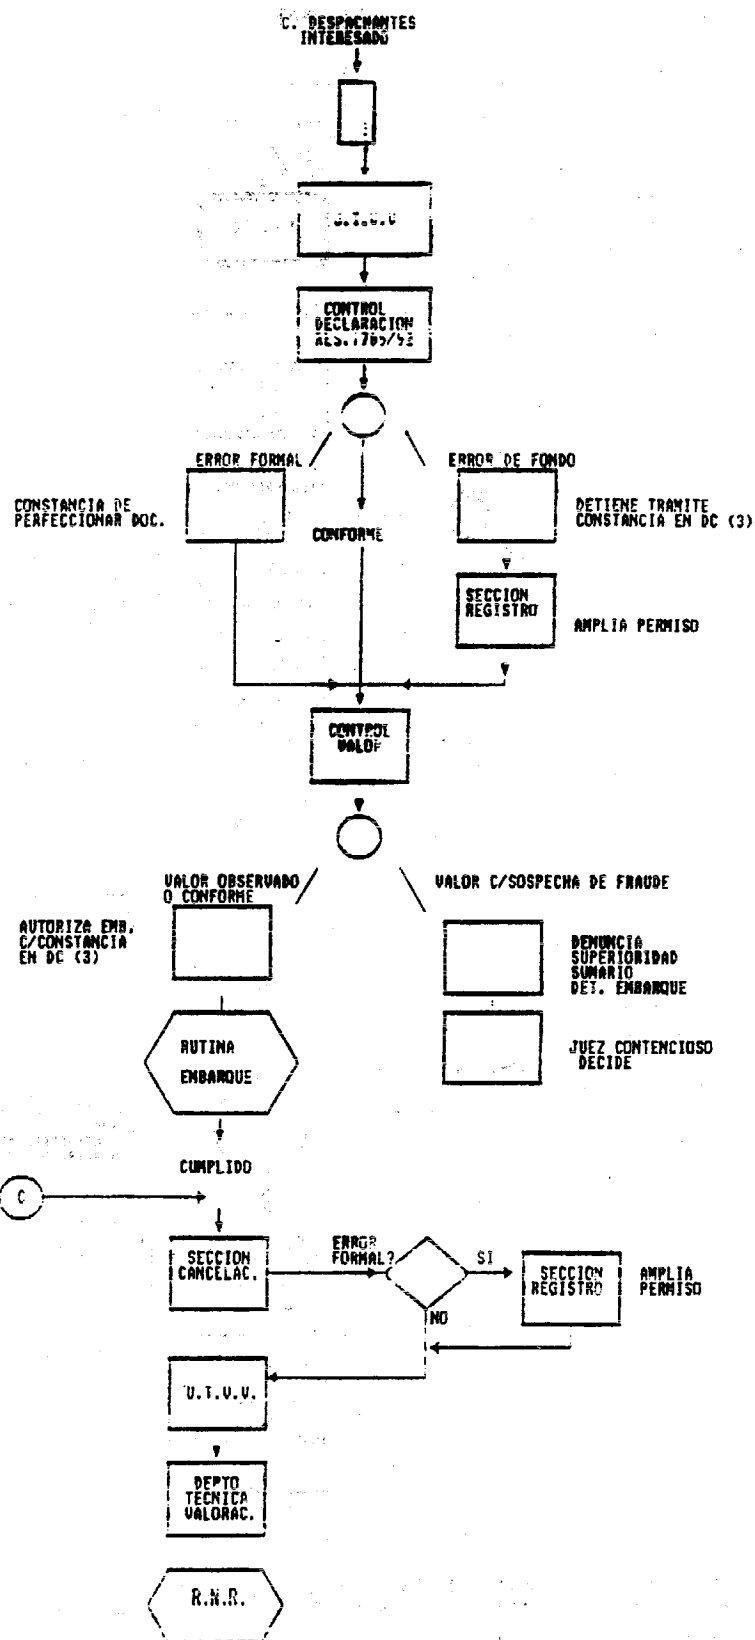 C. DESPACHANTES
INTERESADO
U.T.V.V
CONTROL
DECLARACION
RES. 1765/93
ERROR FORMAL
ERROR DE FONDO
CONSTANCIA DE
PERFECCIONAR DOC.
CONFORME
DETIENE TRAMITE
CONSTANCIA EN DC (3)
SECCION
REGISTRO
AMPLIA PERMISO
CONTROL
VALOR
VALOR OBSERVADO
O CONFORME
VALOR C/SOSPECHA DE FRAUDE
AUTORIZA EMB.
C/CONSTANCIA
EN DC (3)
DENUNCIA
SUPERIORIDAD
SUMARIO
DET. EMBARQUE
RUTINA
EMBARQUE
JUEZ CONTENCIOSO
DECIDE
CUMPLIDO
C
SECCION
CANCELAC.
ERROR
FORMAL?
SI
SECCION
REGISTRO
AMPLIA
PERMISO
NO
U.T.V.V.
DEPTO
TECNICA
VALORAC.
R.N.R.